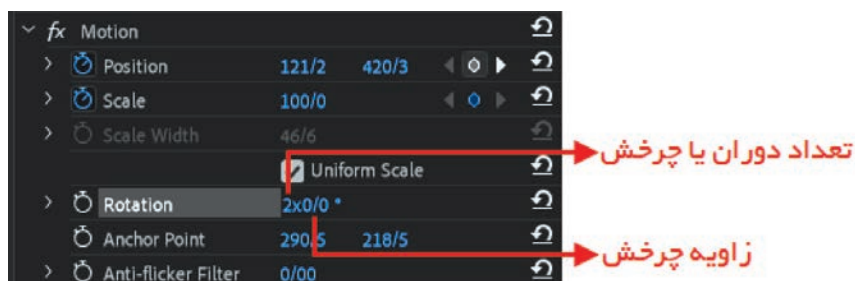 fx Motion
Position 121/2 420/3
Scale 100/0
Scale Width 46/6
Uniform Scale
تعداد دوران یا چرخش
Rotation 2x0/0 °
Anchor Point 290/5 218/5
زاویه چرخش
Anti-flicker Filter 0/00